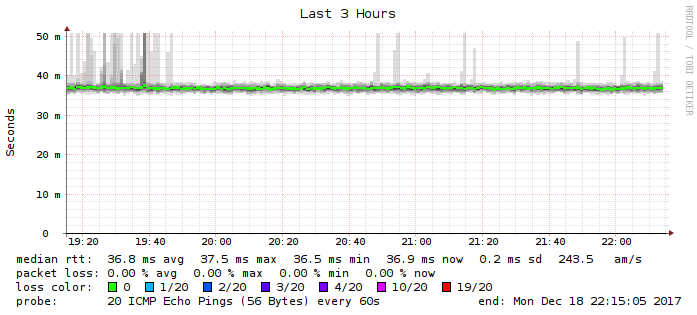 Last 3 Hours
RRDTOOL / TOBI OETIKER
Seconds
50 m
40 m
30 m
20 m
10 m
0
19:20 19:40 20:00 20:20 20:40 21:00 21:20 21:40 22:00
median rtt: 36.8 ms avg 37.5 ms max 36.5 ms min 36.9 ms now 0.2 ms sd 243.5 am/s
packet loss: 0.00 % avg 0.00 % max 0.00 % min 0.00 % now
loss color: 0 1/20 2/20 3/20 4/20 10/20 19/20
probe: 20 ICMP Echo Pings (56 Bytes) every 60s end: Mon Dec 18 22:15:05 2017